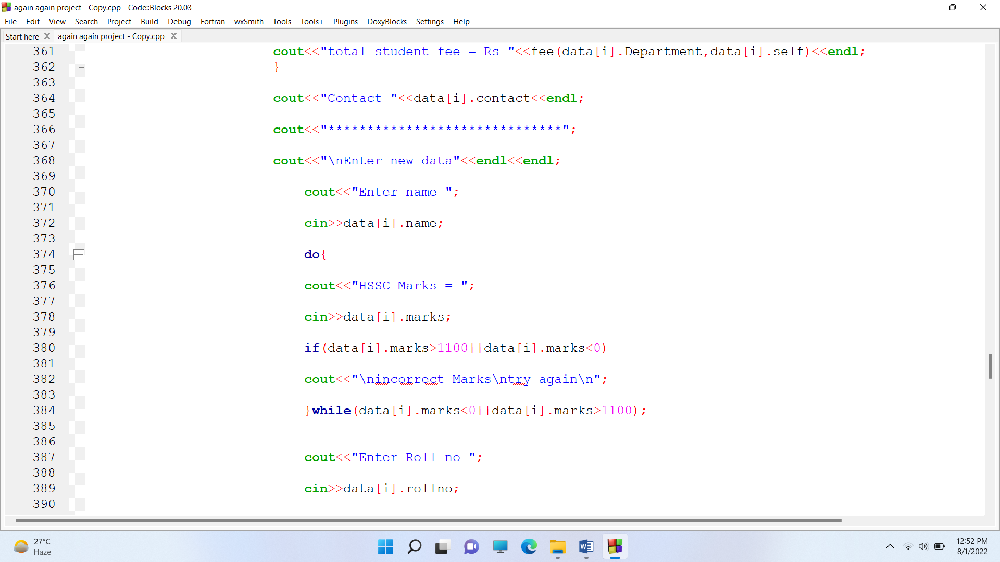 again again project - Copy.cpp - Code::Blocks 20.03
File Edit View Search Project Build Debug Fortran wxSmith Tools Tools+ Plugins DoxyBlocks Settings Help
Start here again again project - Copy.cpp
361 cout<<"total student fee = Rs "<<fee(data[i].Department,data[i].self)<<endl;
362 }
363
364 cout<<"Contact "<<data[i].contact<<endl;
365
366 cout<<"******************************";
367
368 cout<<"\nEnter new data"<<endl<<endl;
369
370 cout<<"Enter name ";
371
372 cin>>data[i].name;
373
374 do{
375
376 cout<<"HSSC Marks = ";
377
378 cin>>data[i].marks;
379
380 if(data[i].marks>1100||data[i].marks<0)
381
382 cout<<"\nincorrect Marks\ntry again\n";
383
384 }while(data[i].marks<0||data[i].marks>1100);
385
386
387 cout<<"Enter Roll no ";
388
389 cin>>data[i].rollno;
390
27°C
Haze
12:52 PM
8/1/2022